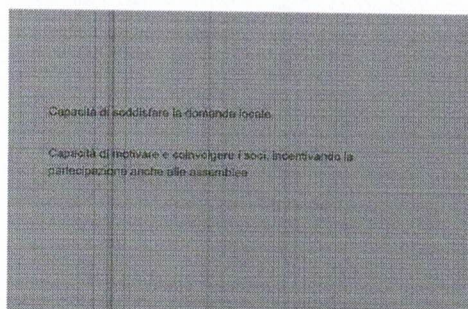 Capacità di soddisfare la domanda locale
Capacità di motivare e coinvolgere i soci, incentivando la
partecipazione anche alle assemblee